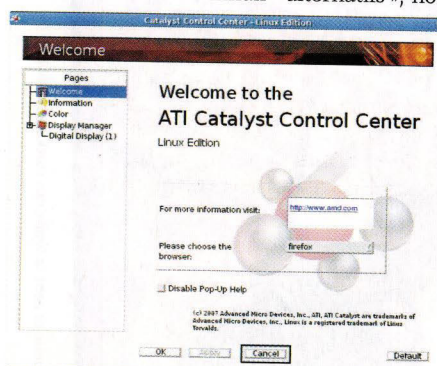 « alternatifs », no
Catalyst Control Center - Linux Edition
Welcome
Pages
Welcome
Information
Color
Display Manager
Digital Display (1)
Welcome to the
ATI Catalyst Control Center
Linux Edition
For more information visit:
http://www.amd.com
Please choose the
browser:
firefox
Disable Pop-Up Help
(c) 2007 Advanced Micro Devices, Inc., ATI, ATI Catalyst are trademarks of
Advanced Micro Devices, Inc., Linux is a registered trademark of Linus
Torvalds.
OK
Apply
Cancel
Default